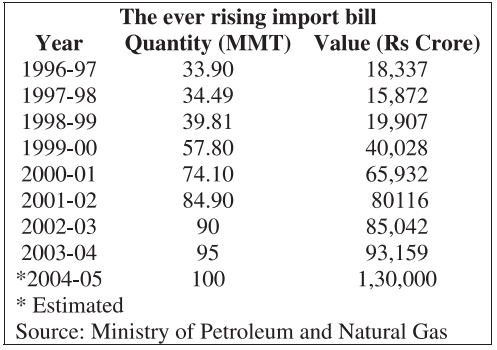 The ever rising import bill
Year Quantity (MMT) Value (Rs Crore)
1996-97 33.90 18,337
1997-98 34.49 15,872
1998-99 39.81 19,907
1999-00 57.80 40,028
2000-01 74.10 65,932
2001-02 84.90 80116
2002-03 90 85,042
2003-04 95 93,159
*2004-05 100 1,30,000
* Estimated
Source: Ministry of Petroleum and Natural Gas